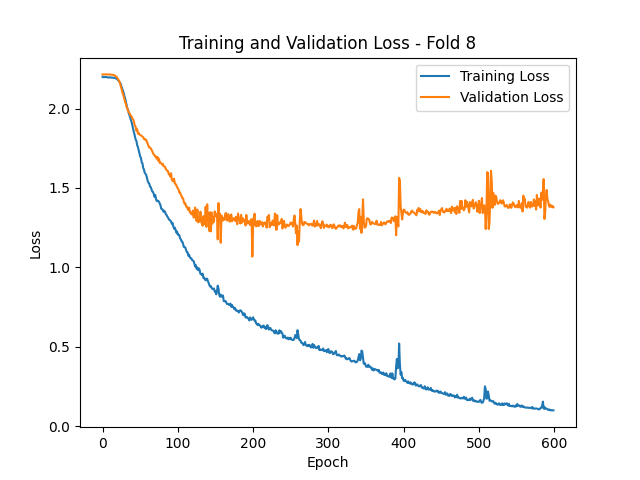 Training and Validation Loss - Fold 8
Training Loss
Validation Loss
Loss
2.0
1.5
1.0
0.5
0.0
0 100 200 300 400 500 600
Epoch